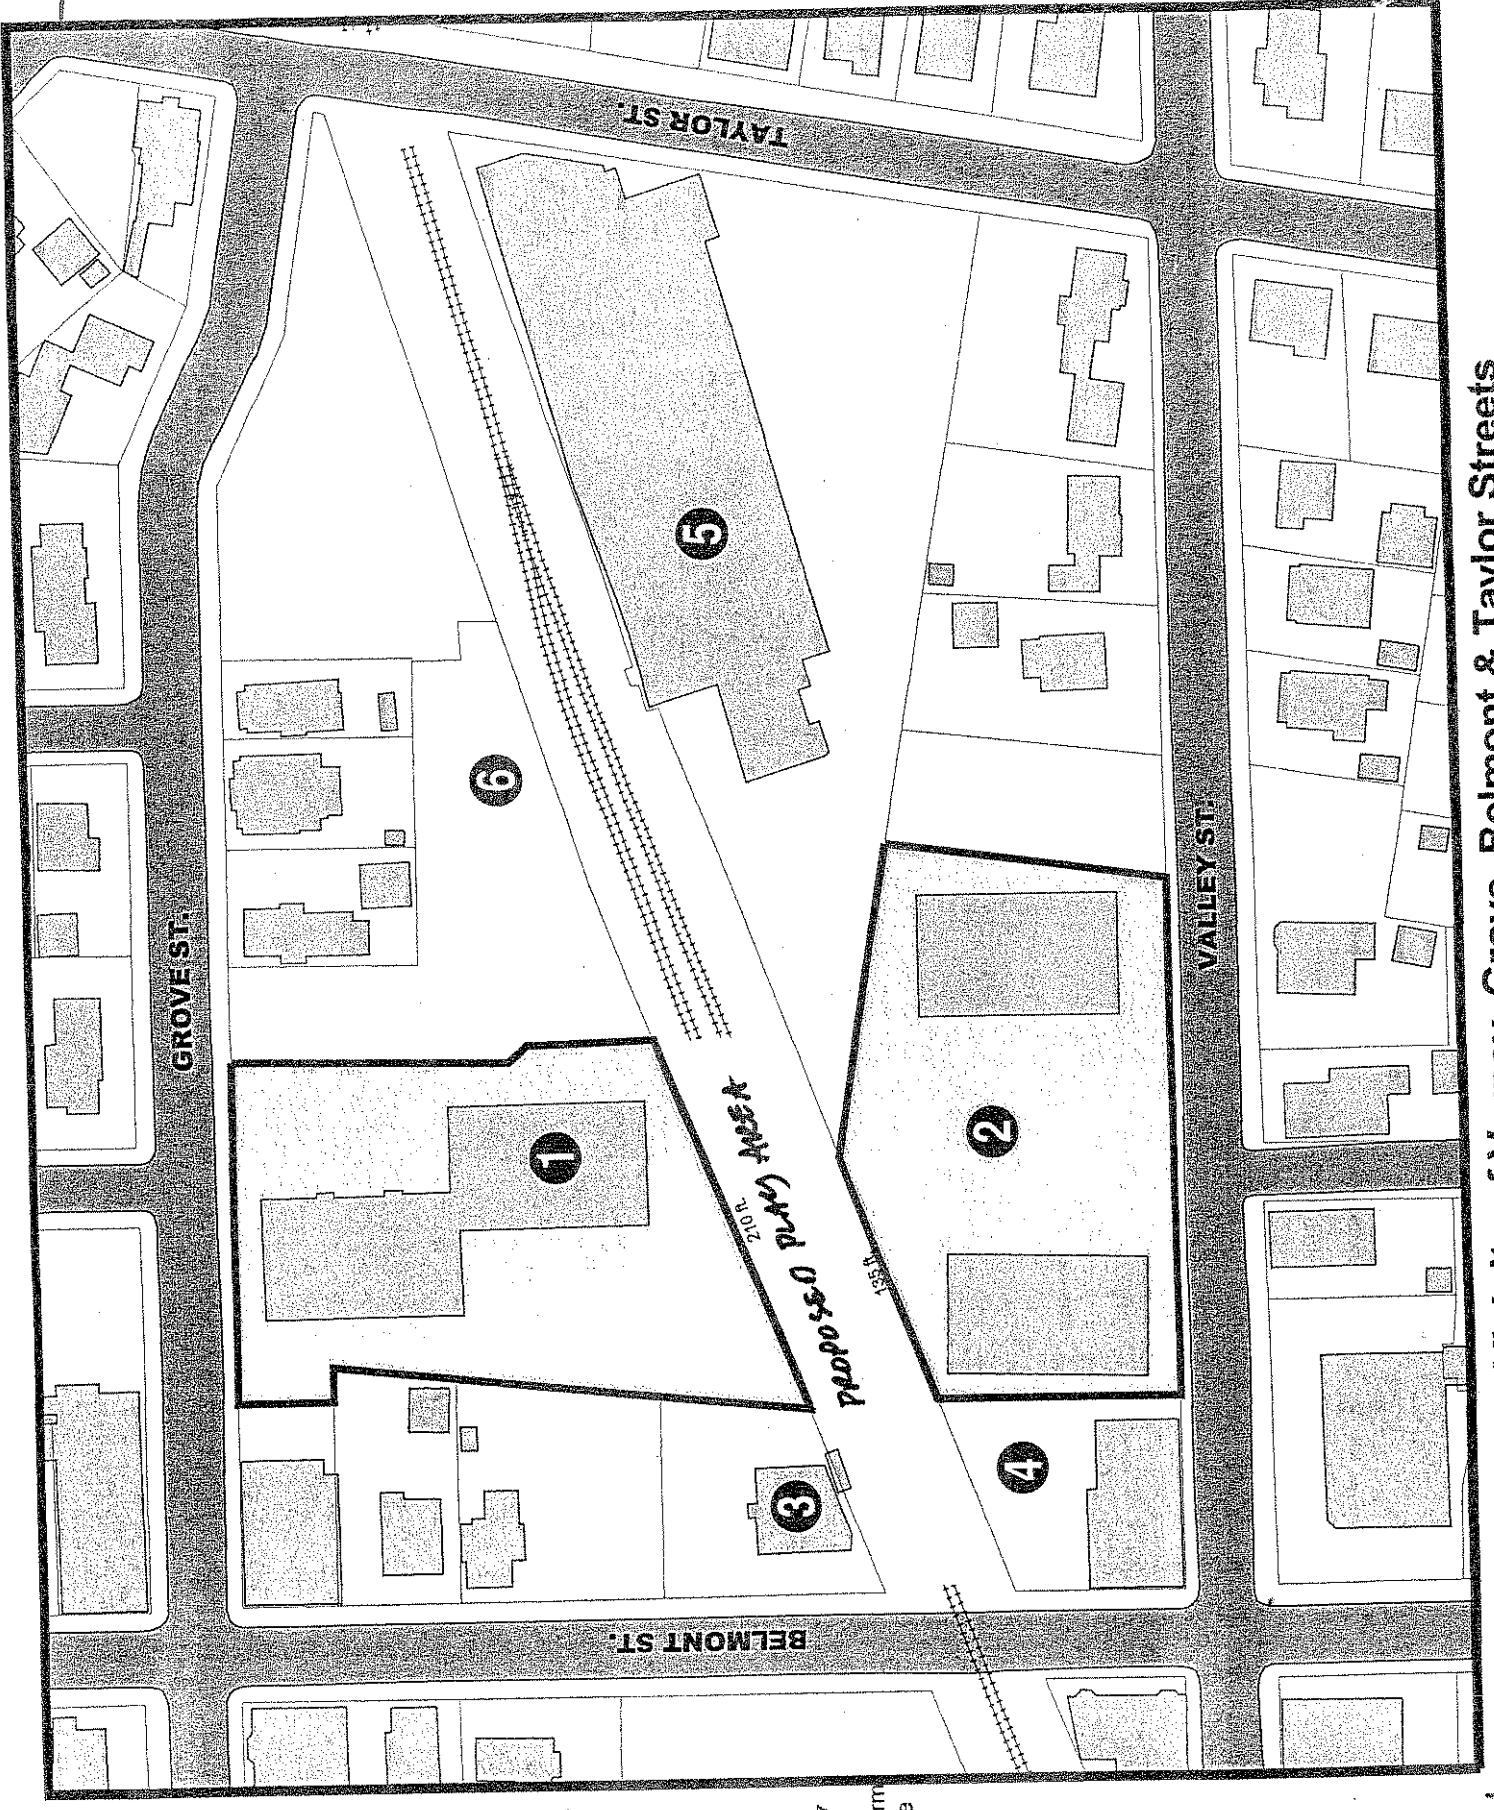 TAYLOR ST.
GROVE ST.
VALLEY ST.
BELMONT ST.
1
2
3
4
5
6
210 ft.
PROPOSED PLAY AREA
135 ft.
Grove, Belmont & Taylor Streets